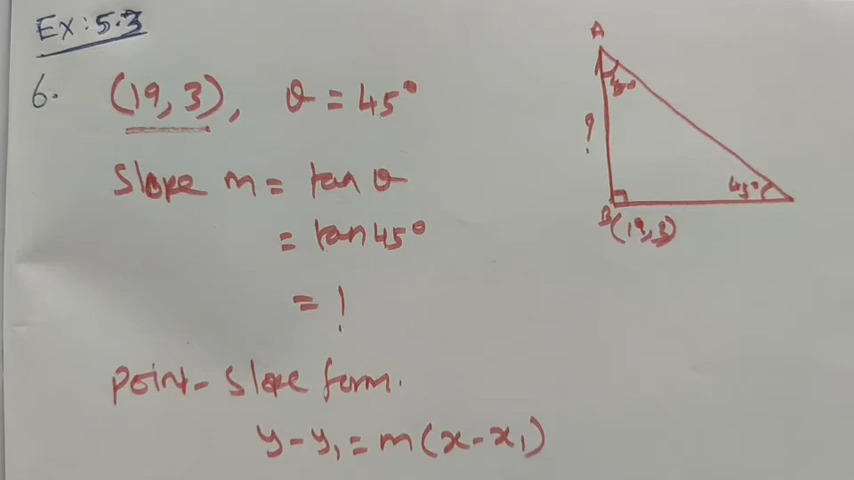 Ex: 5.3
6. (19, 3), θ = 45°
Slope m = tan θ
= tan 45°
= !
Point-Slope form.
y - y₁ = m(x - x₁)
A
45°
?
45°
B (19, 3)